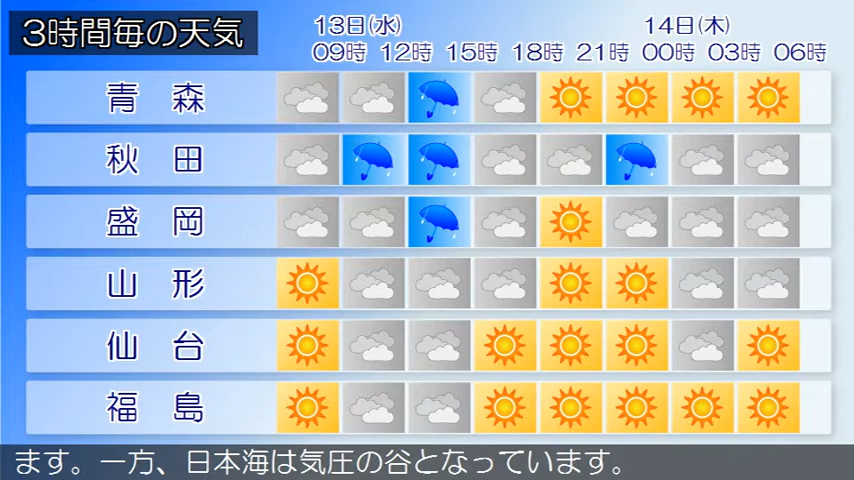 3時間毎の天気
13日(水) 14日(木)
09時 12時 15時 18時 21時 00時 03時 06時
青森
秋田
盛岡
山形
仙台
福島
ます。一方、日本海は気圧の谷となっています。